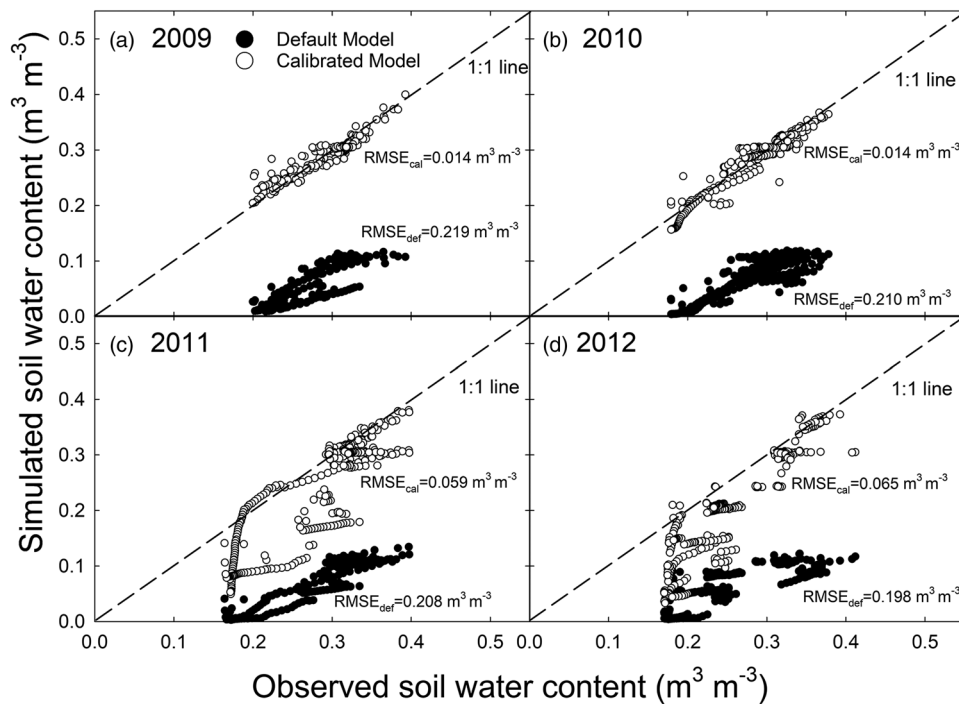 Simulated soil water content (m³ m⁻³)
(a) 2009
Default Model
Calibrated Model
1:1 line
RMSEcal=0.014 m³ m⁻³
RMSEdef=0.219 m³ m⁻³
0.5
0.4
0.3
0.2
0.1
0.0
(b) 2010
1:1 line
RMSEcal=0.014 m³ m⁻³
RMSEdef=0.210 m³ m⁻³
(c) 2011
1:1 line
RMSEcal=0.059 m³ m⁻³
RMSEdef=0.208 m³ m⁻³
0.5
0.4
0.3
0.2
0.1
0.0
0.0 0.1 0.2 0.3 0.4
(d) 2012
1:1 line
RMSEcal=0.065 m³ m⁻³
RMSEdef=0.198 m³ m⁻³
0.0 0.1 0.2 0.3 0.4 0.5
Observed soil water content (m³ m⁻³)